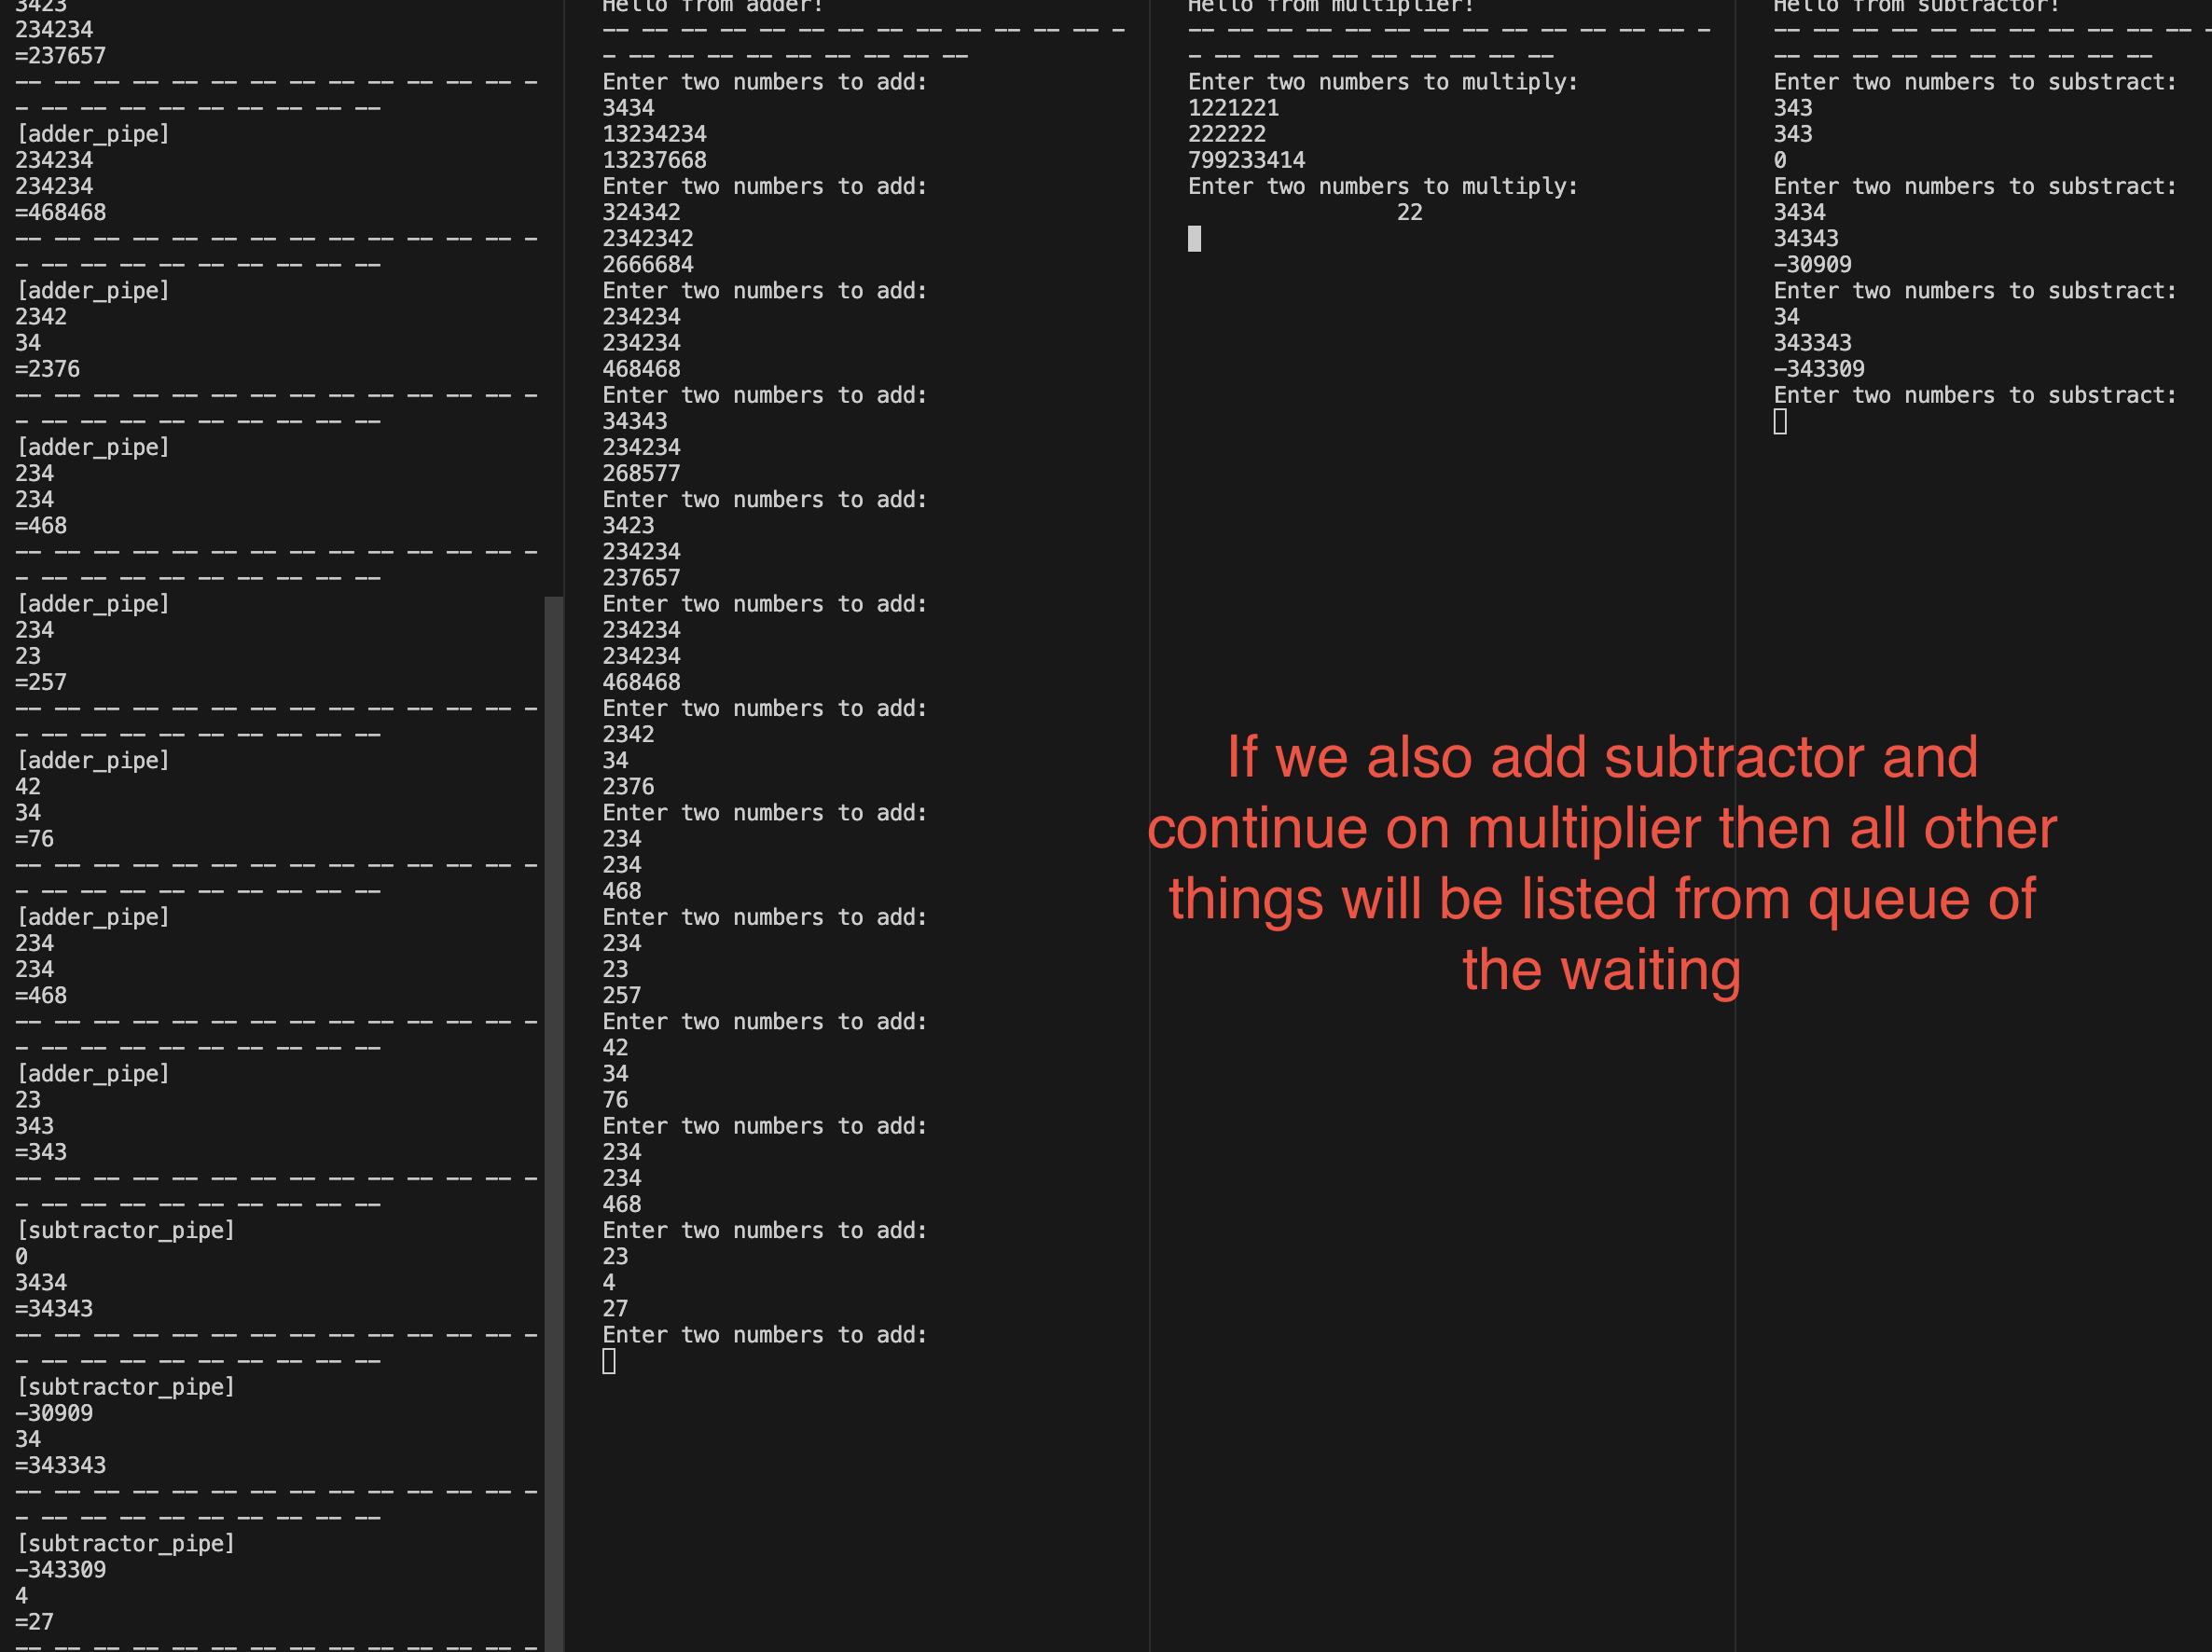 3423
234234
=237657
-- -- -- -- -- -- -- -- -- -- -- -- -- -
- -- -- -- -- -- -- -- -- --
[adder_pipe]
234234
234234
=468468
-- -- -- -- -- -- -- -- -- -- -- -- -- -
- -- -- -- -- -- -- -- -- --
[adder_pipe]
2342
34
=2376
-- -- -- -- -- -- -- -- -- -- -- -- -- -
- -- -- -- -- -- -- -- -- --
[adder_pipe]
234
234
=468
-- -- -- -- -- -- -- -- -- -- -- -- -- -
- -- -- -- -- -- -- -- -- --
[adder_pipe]
234
23
=257
-- -- -- -- -- -- -- -- -- -- -- -- -- -
- -- -- -- -- -- -- -- -- --
[adder_pipe]
42
34
=76
-- -- -- -- -- -- -- -- -- -- -- -- -- -
- -- -- -- -- -- -- -- -- --
[adder_pipe]
234
234
=468
-- -- -- -- -- -- -- -- -- -- -- -- -- -
- -- -- -- -- -- -- -- -- --
[adder_pipe]
23
343
=343
-- -- -- -- -- -- -- -- -- -- -- -- -- -
- -- -- -- -- -- -- -- -- --
[subtractor_pipe]
0
3434
=34343
-- -- -- -- -- -- -- -- -- -- -- -- -- -
- -- -- -- -- -- -- -- -- --
[subtractor_pipe]
-30909
34
=343343
-- -- -- -- -- -- -- -- -- -- -- -- -- -
- -- -- -- -- -- -- -- -- --
[subtractor_pipe]
-343309
4
=27
-- -- -- -- -- -- -- -- -- -- -- -- -- -
Hello from adder!
-- -- -- -- -- -- -- -- -- -- -- -- -- -
- -- -- -- -- -- -- -- -- --
Enter two numbers to add:
3434
13234234
13237668
Enter two numbers to add:
324342
2342342
2666684
Enter two numbers to add:
234234
234234
468468
Enter two numbers to add:
34343
234234
268577
Enter two numbers to add:
3423
234234
237657
Enter two numbers to add:
234234
234234
468468
Enter two numbers to add:
2342
34
2376
Enter two numbers to add:
234
234
468
Enter two numbers to add:
234
23
257
Enter two numbers to add:
42
34
76
Enter two numbers to add:
234
234
468
Enter two numbers to add:
23
4
27
Enter two numbers to add:
Hello from multiplier!
-- -- -- -- -- -- -- -- -- -- -- -- -- -
- -- -- -- -- -- -- -- -- --
Enter two numbers to multiply:
1221221
222222
799233414
Enter two numbers to multiply:
22
Hello from subtractor!
-- -- -- -- -- -- -- -- -- -- -- -
-- -- -- -- -- -- -- -- -- --
Enter two numbers to substract:
343
343
0
Enter two numbers to substract:
3434
34343
-30909
Enter two numbers to substract:
34
343343
-343309
Enter two numbers to substract:
If we also add subtractor and
continue on multiplier then all other
things will be listed from queue of
the waiting